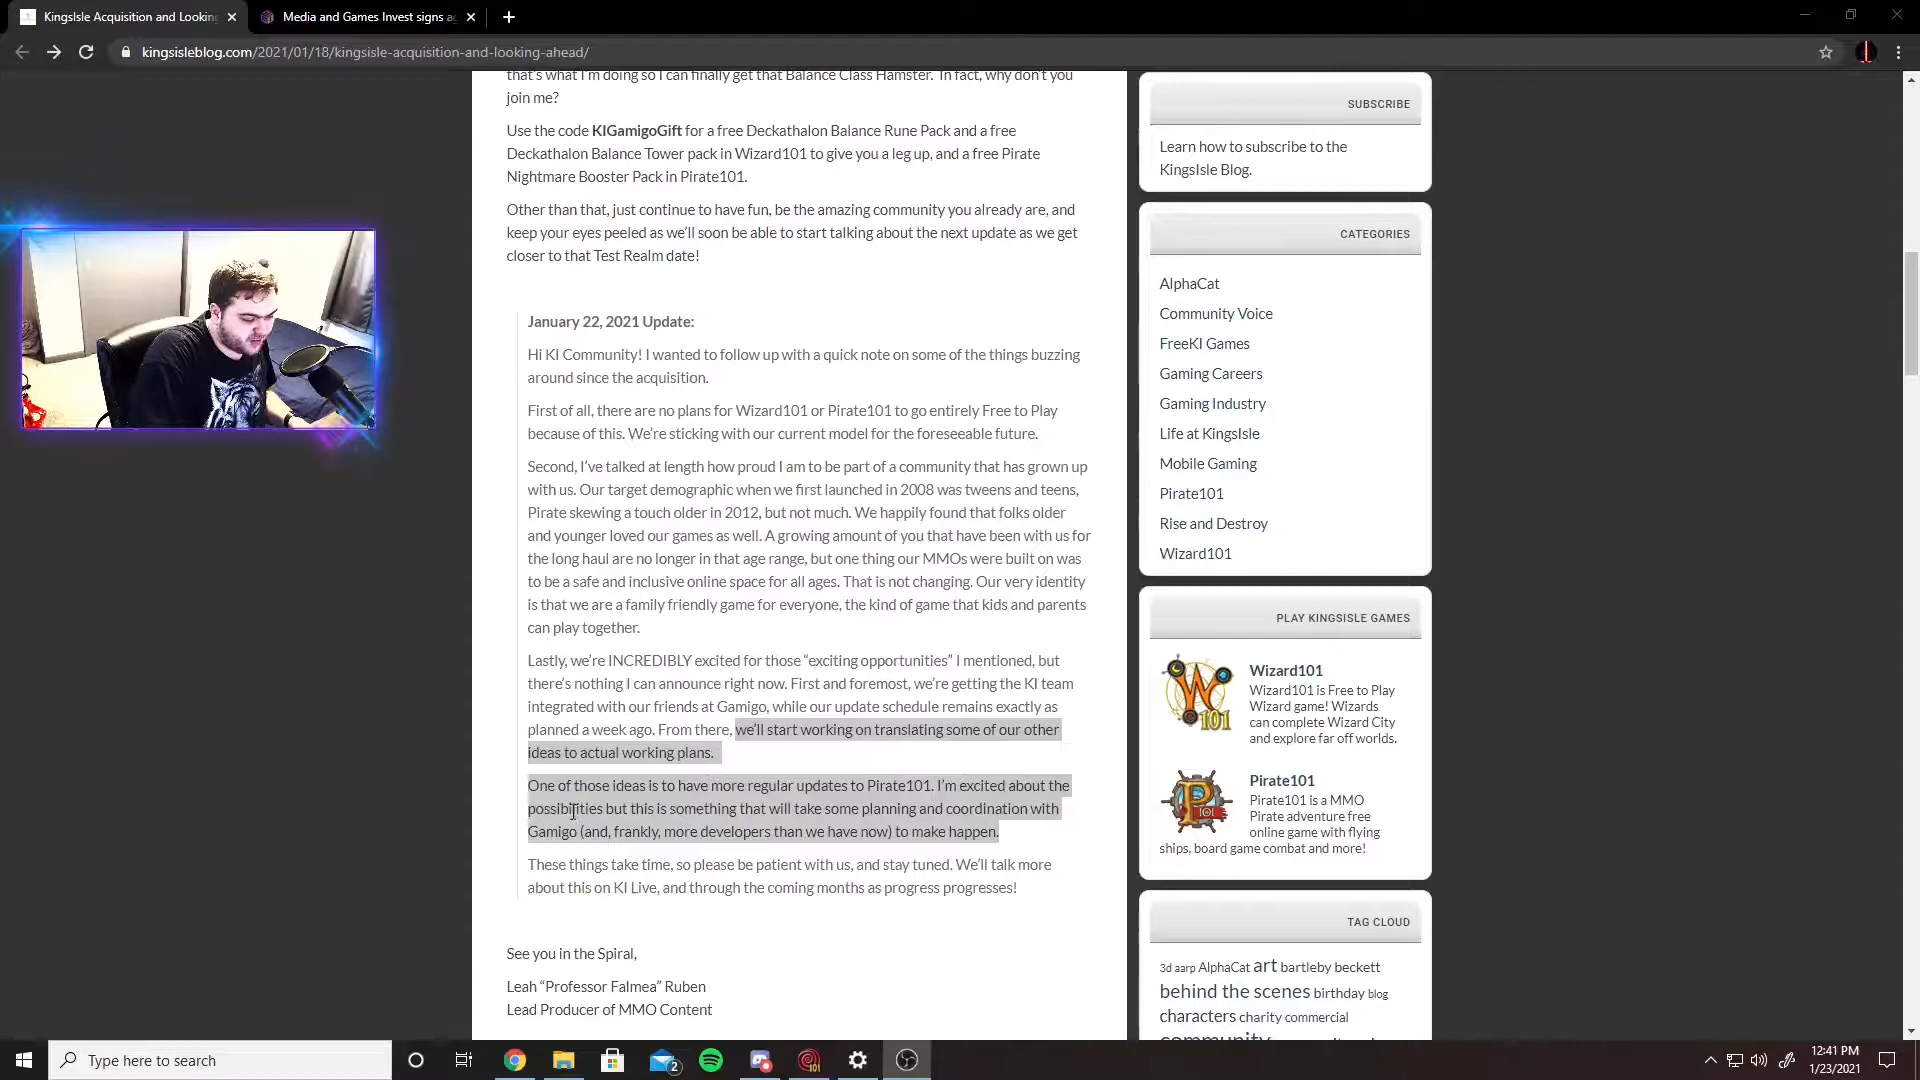 KingsIsle Acquisition and Looking
Media and Games Invest signs a
kingsisleblog.com/2021/01/18/kingsisle-acquisition-and-looking-ahead/
that's what I'm doing so I can finally get that Balance Class Hamster. In fact, why don't you
join me?
Use the code KIGamigoGift for a free Deckathalon Balance Rune Pack and a free
Deckathalon Balance Tower pack in Wizard101 to give you a leg up, and a free Pirate
Nightmare Booster Pack in Pirate101.
Other than that, just continue to have fun, be the amazing community you already are, and
keep your eyes peeled as we'll soon be able to start talking about the next update as we get
closer to that Test Realm date!
January 22, 2021 Update:
Hi KI Community! I wanted to follow up with a quick note on some of the things buzzing
around since the acquisition.
First of all, there are no plans for Wizard101 or Pirate101 to go entirely Free to Play
because of this. We're sticking with our current model for the foreseeable future.
Second, I've talked at length how proud I am to be part of a community that has grown up
with us. Our target demographic when we first launched in 2008 was tweens and teens,
Pirate skewing a touch older in 2012, but not much. We happily found that folks older
and younger loved our games as well. A growing amount of you that have been with us for
the long haul are no longer in that age range, but one thing our MMOs were built on was
to be a safe and inclusive online space for all ages. That is not changing. Our very identity
is that we are a family friendly game for everyone, the kind of game that kids and parents
can play together.
Lastly, we're INCREDIBLY excited for those “exciting opportunities” I mentioned, but
there's nothing I can announce right now. First and foremost, we're getting the KI team
integrated with our friends at Gamigo, while our update schedule remains exactly as
planned a week ago. From there, we'll start working on translating some of our other
ideas to actual working plans.
One of those ideas is to have more regular updates to Pirate101. I'm excited about the
possibilities but this is something that will take some planning and coordination with
Gamigo (and, frankly, more developers than we have now) to make happen.
These things take time, so please be patient with us, and stay tuned. We'll talk more
about this on KI Live, and through the coming months as progress progresses!
See you in the Spiral,
Leah “Professor Falmea” Ruben
Lead Producer of MMO Content
SUBSCRIBE
Learn how to subscribe to the
KingsIsle Blog.
CATEGORIES
AlphaCat
Community Voice
FreeKI Games
Gaming Careers
Gaming Industry
Life at KingsIsle
Mobile Gaming
Pirate101
Rise and Destroy
Wizard101
PLAY KINGSISLE GAMES
Wizard101
Wizard101 is Free to Play
Wizard game! Wizards
can complete Wizard City
and explore far off worlds.
Pirate101
Pirate101 is a MMO
Pirate adventure free
online game with flying
ships, board game combat and more!
TAG CLOUD
3d aarp AlphaCat art bartleby beckett
behind the scenes birthday blog
characters charity commercial
community
Type here to search
2
12:41 PM
1/23/2021